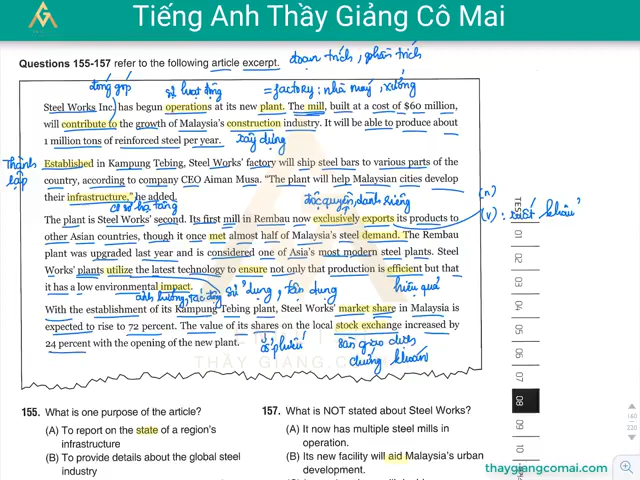 Tiếng Anh Thầy Giảng Cô Mai
Questions 155-157 refer to the following article excerpt.
đoạn trích, phần trích
đóng góp
sự hoạt động
= factory: nhà máy, xưởng
Steel Works Inc. has begun operations at its new plant. The mill, built at a cost of $60 million,
will contribute to the growth of Malaysia's construction industry. It will be able to produce about
1 million tons of reinforced steel per year.
xây dựng
Thành lập
Established in Kampung Tebing, Steel Works' factory will ship steel bars to various parts of the
country, according to company CEO Aiman Musa. "The plant will help Malaysian cities develop
their infrastructure," he added.
cơ sở hạ tầng
độc quyền, dành riêng
(n)
(v): xuất khẩu
The plant is Steel Works' second. Its first mill in Rembau now exclusively exports its products to
other Asian countries, though it once met almost half of Malaysia's steel demand. The Rembau
plant was upgraded last year and is considered one of Asia's most modern steel plants. Steel
Works' plants utilize the latest technology to ensure not only that production is efficient but that
it has a low environmental impact.
ảnh hưởng, tác động
sử dụng, tận dụng
hiệu quả
With the establishment of its Kampung Tebing plant, Steel Works' market share in Malaysia is
expected to rise to 72 percent. The value of its shares on the local stock exchange increased by
24 percent with the opening of the new plant.
cổ phiếu
sàn giao dịch
chứng khoán
THẦY GIẢNG
155. What is one purpose of the article?
(A) To report on the state of a region's
infrastructure
(B) To provide details about the global steel
industry
157. What is NOT stated about Steel Works?
(A) It now has multiple steel mills in
operation.
(B) Its new facility will aid Malaysia's urban
development.
TEST
01
02
03
04
05
06
07
08
09
10
160
220
thaygiangcomai.com